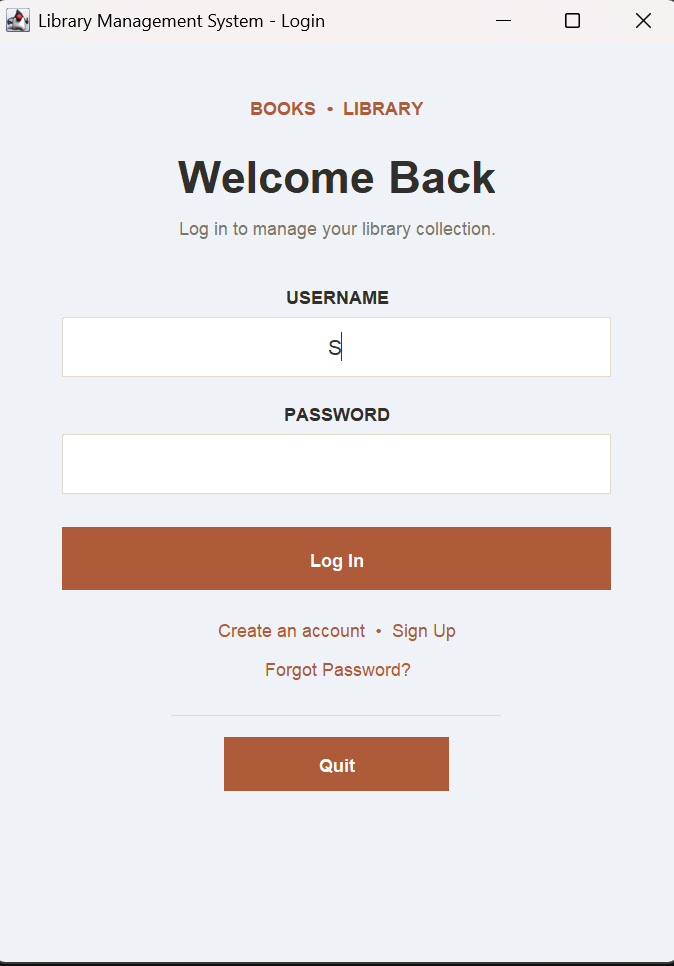 Library Management System - Login
BOOKS • LIBRARY
Welcome Back
Log in to manage your library collection.
USERNAME
S
PASSWORD
Log In
Create an account • Sign Up
Forgot Password?
Quit